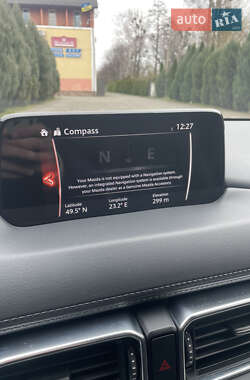 AUTO RIA
Compass
12:27
N E
Your Mazda is not equipped with a Navigation system.
However, an integrated Navigation system is available through
your Mazda dealer as a Genuine Mazda Accessory.
Latitude Longitude Elevation
49.5° N 23.2° E 299 m